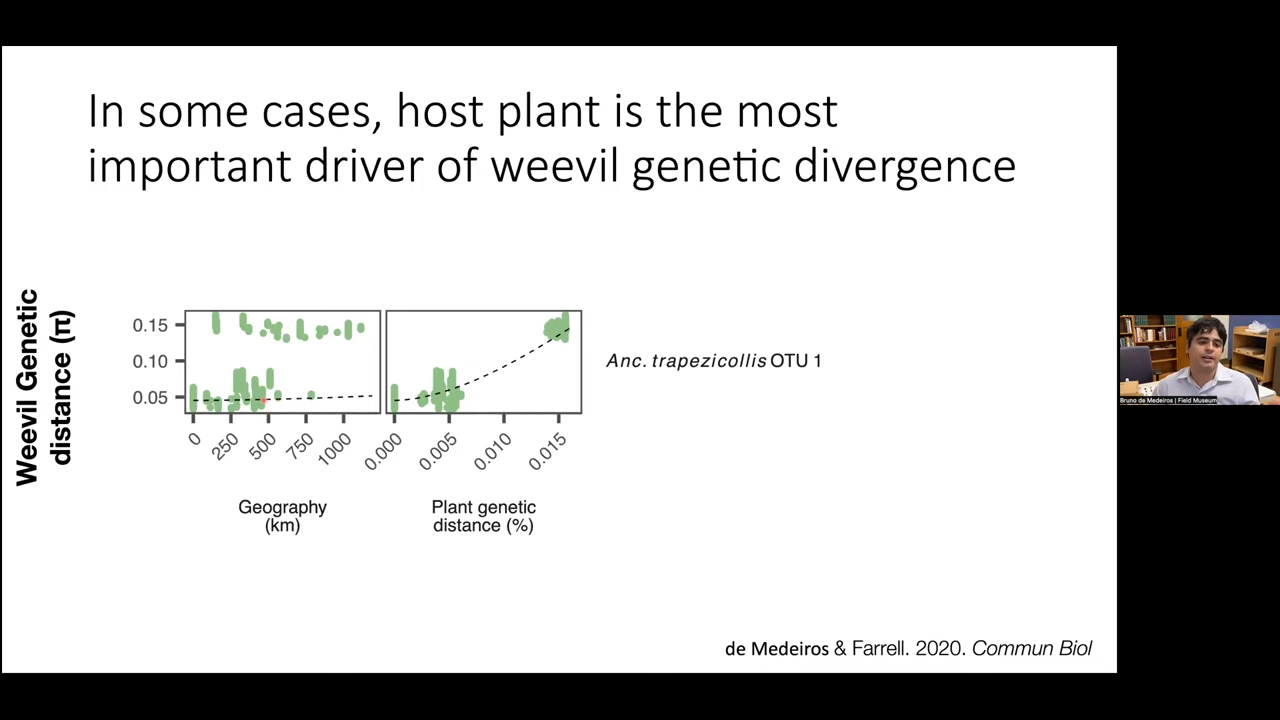 In some cases, host plant is the most
important driver of weevil genetic divergence
Weevil Genetic
distance (π)
0.15
0.10
0.05
0
250
500
750
1000
0.000
0.005
0.010
0.015
Geography
(km)
Plant genetic
distance (%)
Anc. trapezicollis OTU 1
de Medeiros & Farrell. 2020. Commun Biol
Bruno de Medeiros | Field Museum